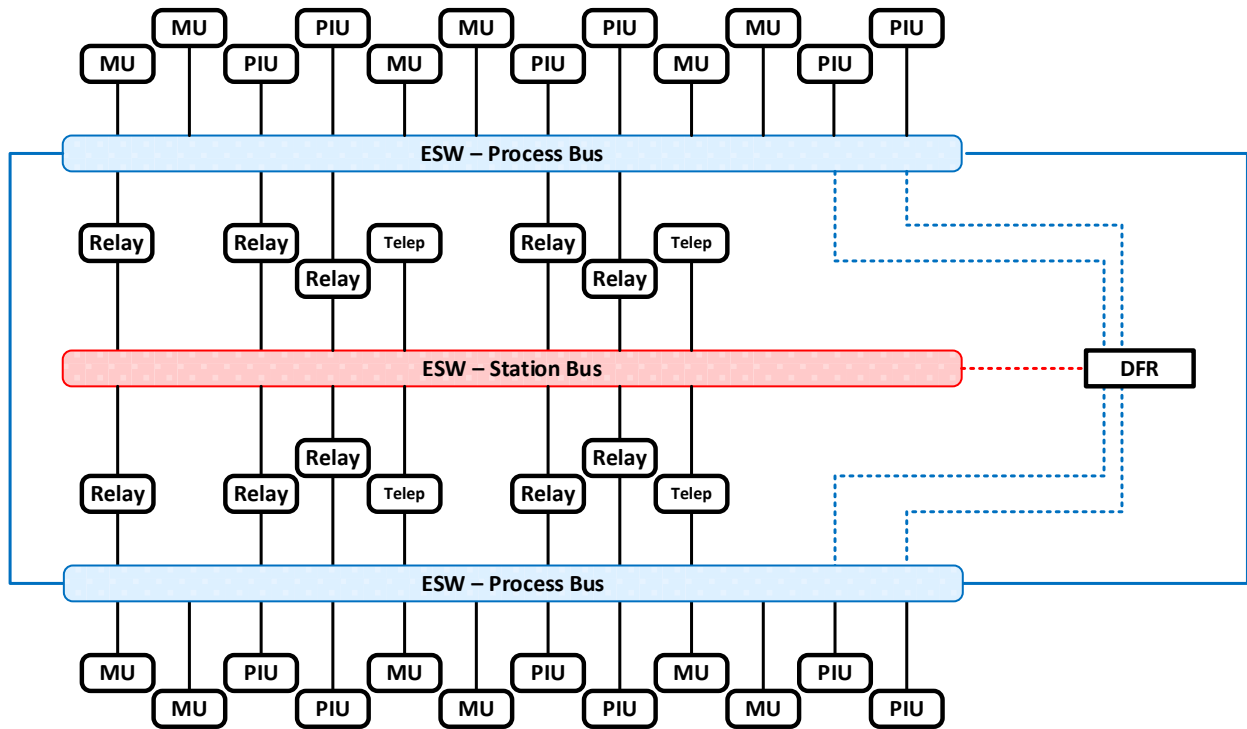 MU PIU MU PIU MU PIU
MU PIU MU PIU MU PIU
ESW – Process Bus
Relay Relay Telep Relay Telep
Relay Relay
ESW – Station Bus DFR
Relay Relay
Relay Relay Telep Relay Telep
ESW – Process Bus
MU PIU MU PIU MU PIU
MU PIU MU PIU MU PIU